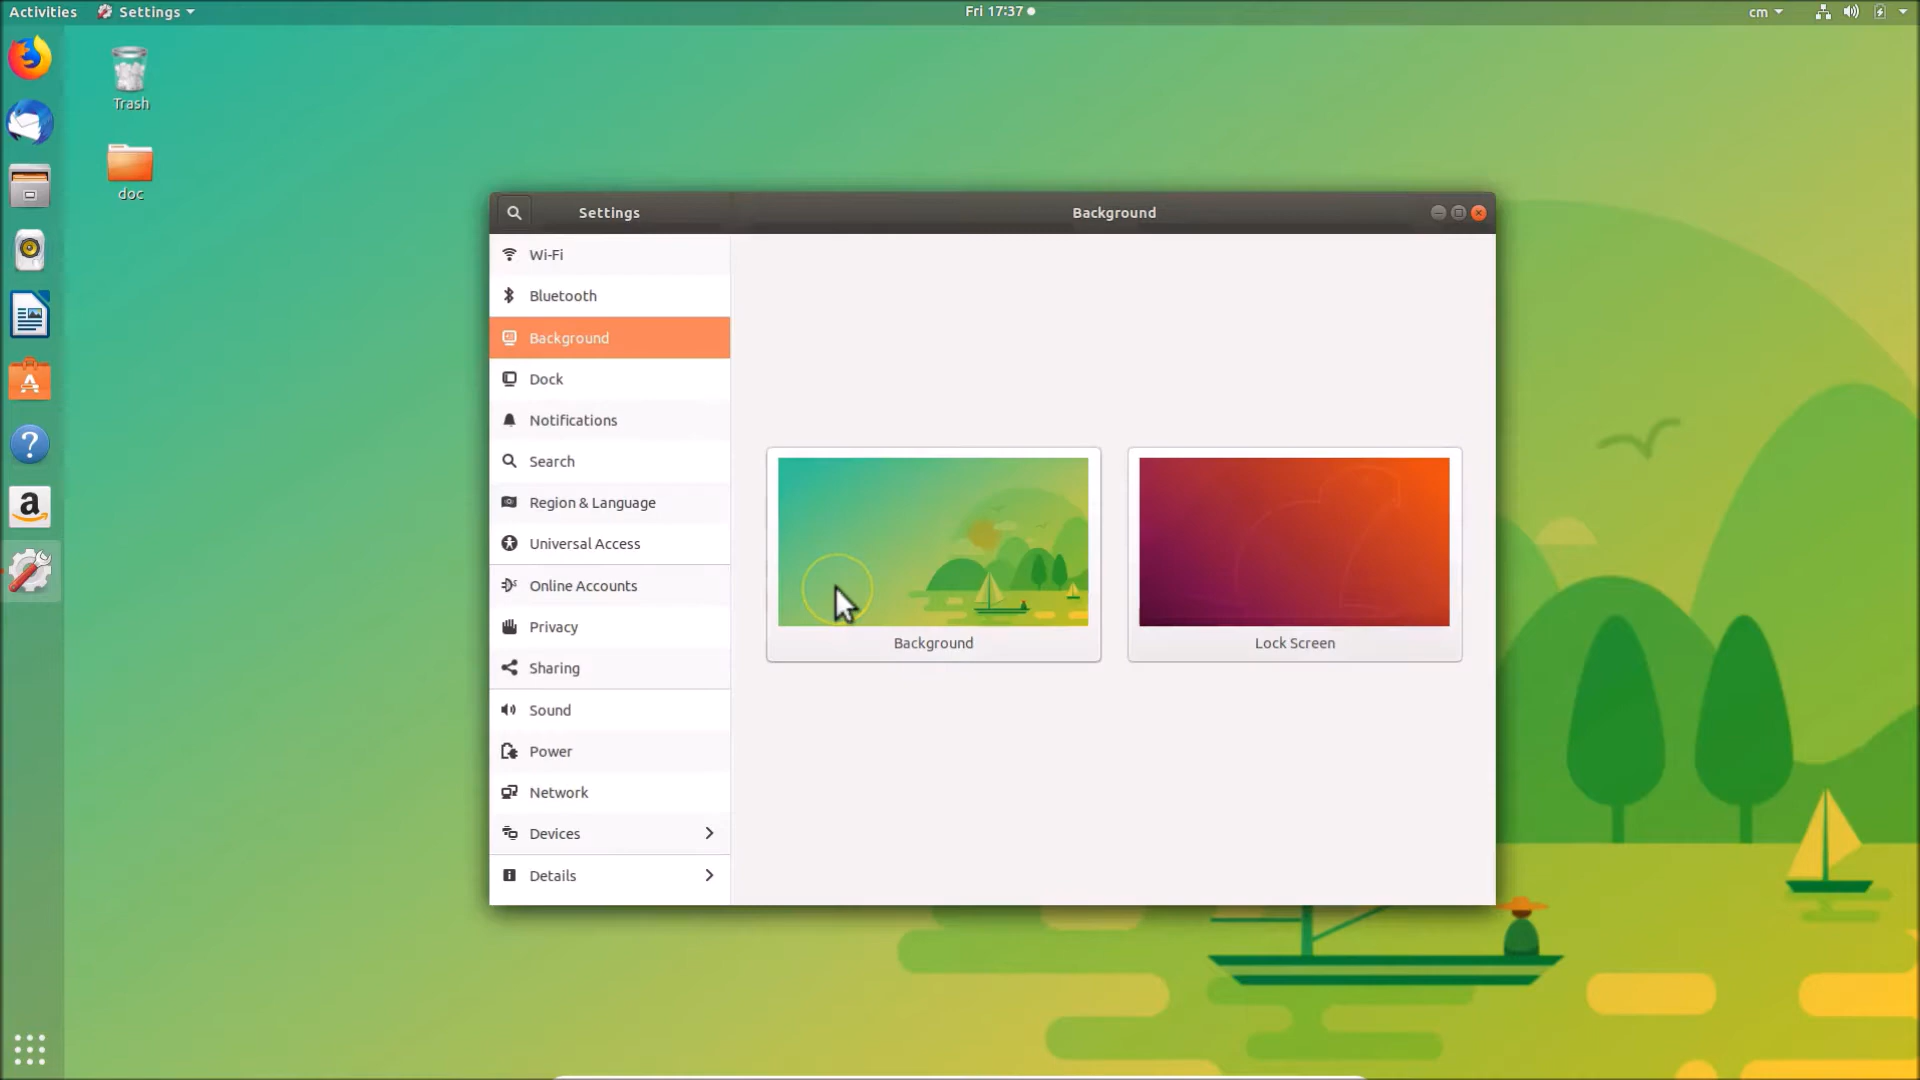 Activities Settings Fri 17:37 cm
Trash
doc
Settings Background
Wi-Fi
Bluetooth
Background
Dock
Notifications
Search
Region & Language
Universal Access
Online Accounts
Privacy
Sharing
Sound
Power
Network
Devices
Details
Background Lock Screen